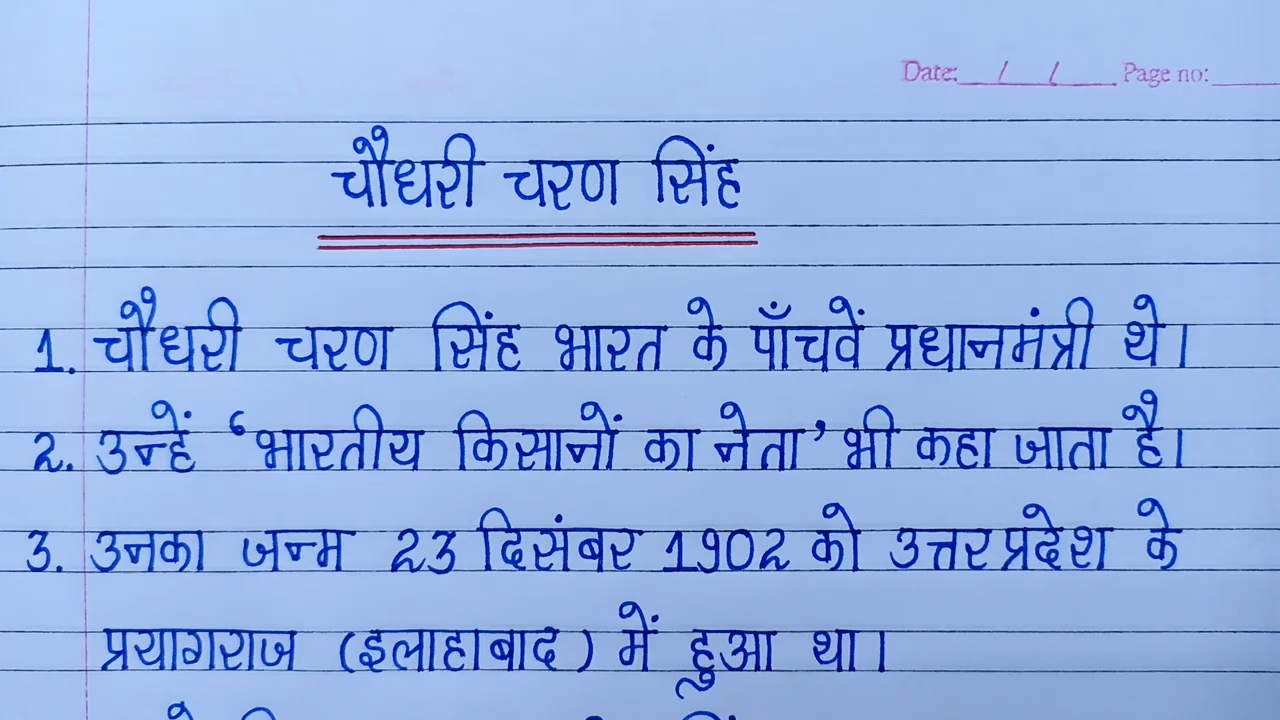 Date: / / Page no:
चौधरी चरण सिंह
1. चौधरी चरण सिंह भारत के पाँचवें प्रधानमंत्री थे।
2. उन्हें ‘भारतीय किसानों का नेता’ भी कहा जाता है।
3. उनका जन्म 23 दिसंबर 1902 को उत्तर प्रदेश के
प्रयागराज (इलाहाबाद) में हुआ था।